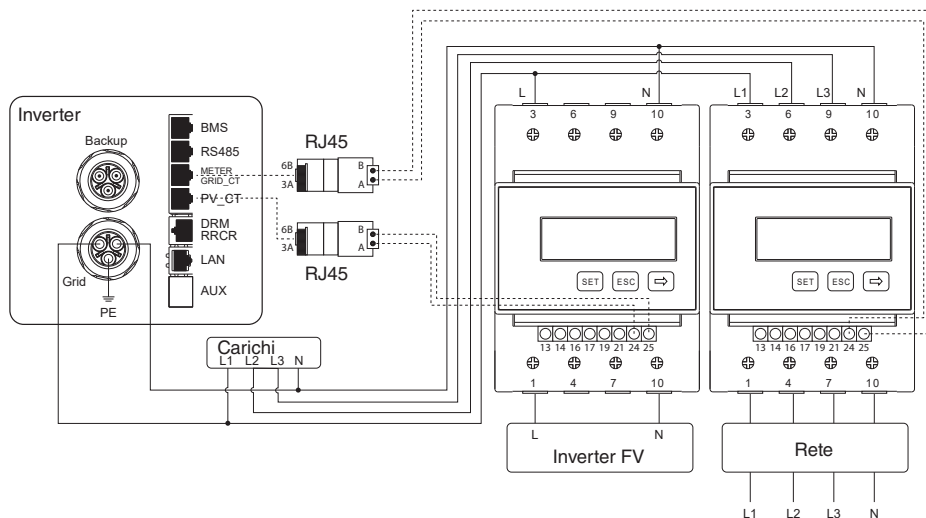 Inverter
Backup
BMS
RS485
METER
GRID_CT
PV_CT
DRM
RRCR
LAN
AUX
Grid
PE
RJ45
6B
3A
B
A
6B
3A
B
A
RJ45
Carichi
L1 L2 L3 N
L N
3 6 9 10
SET ESC
13 14 16 17 19 21 24 25
1 4 7 10
L N
Inverter FV
L1 L2 L3 N
3 6 9 10
SET ESC
13 14 16 17 19 21 24 25
1 4 7 10
Rete
L1 L2 L3 N